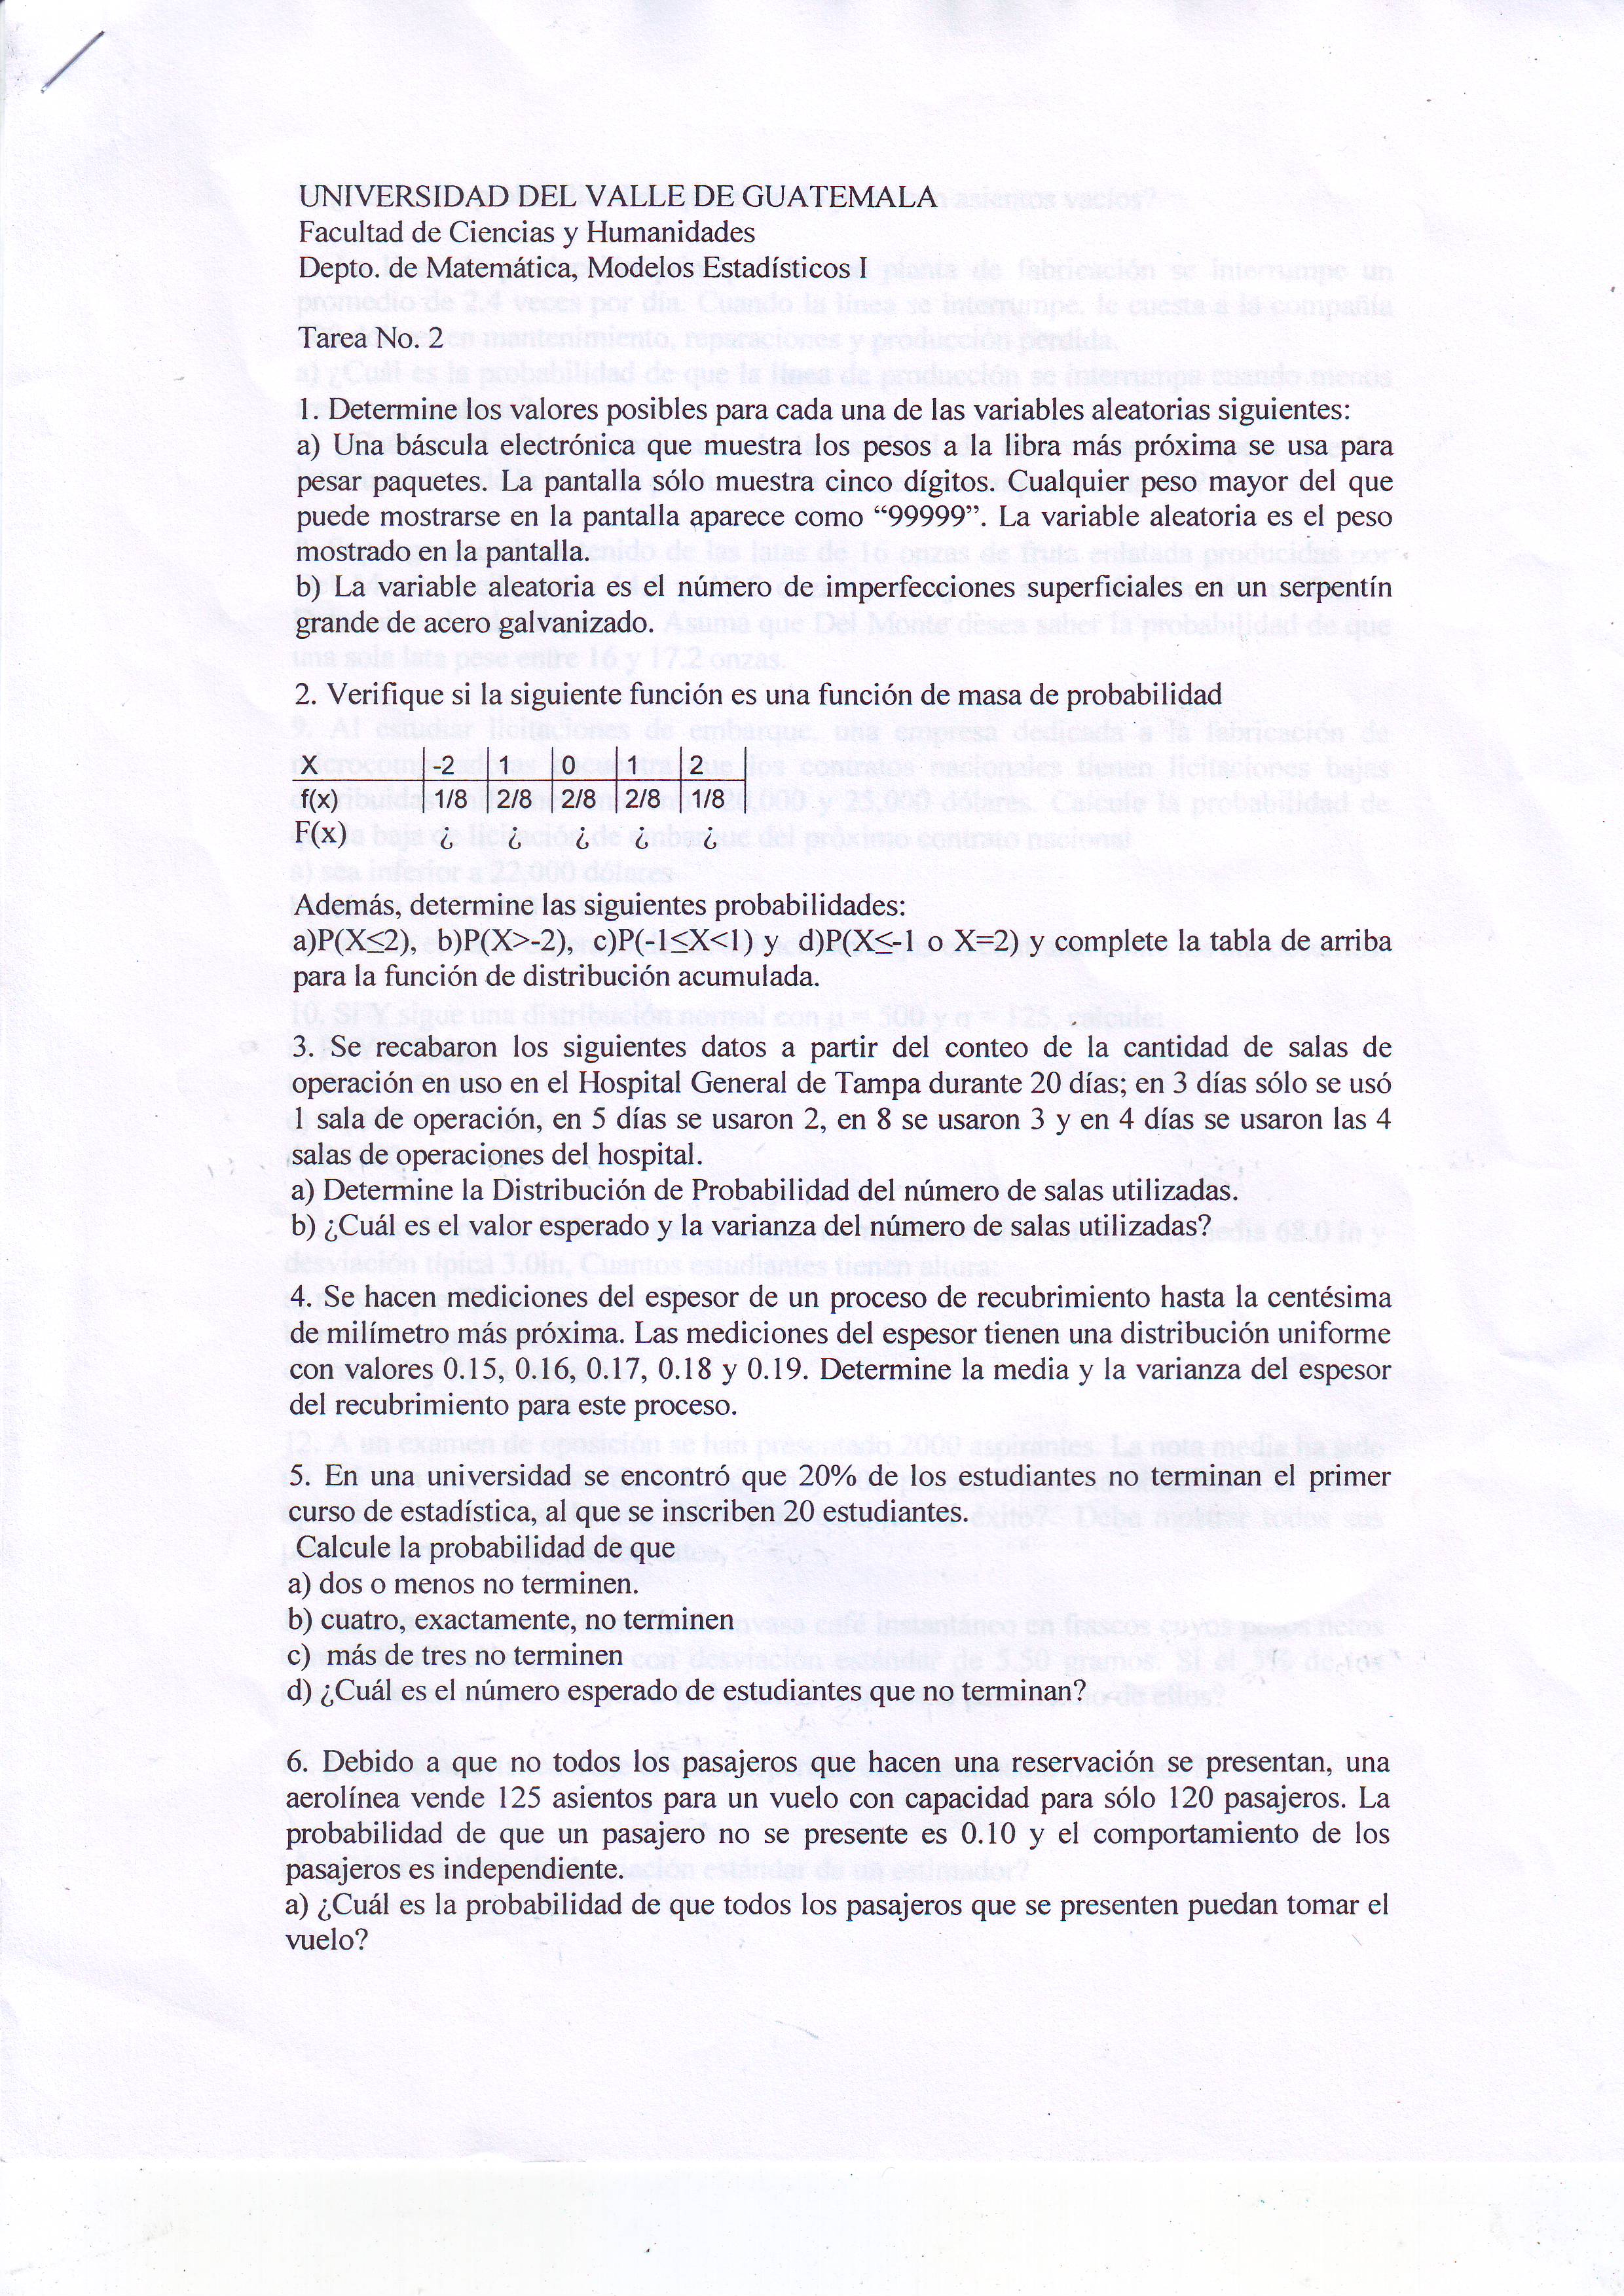 UNIVERSIDAD DEL VALLE DE GUATEMALA
Facultad de Ciencias y Humanidades
Depto. de Matemática, Modelos Estadísticos I
Tarea No. 2
1. Determine los valores posibles para cada una de las variables aleatorias siguientes:
a) Una báscula electrónica que muestra los pesos a la libra más próxima se usa para
pesar paquetes. La pantalla sólo muestra cinco dígitos. Cualquier peso mayor del que
puede mostrarse en la pantalla aparece como “99999”. La variable aleatoria es el peso
mostrado en la pantalla.
b) La variable aleatoria es el número de imperfecciones superficiales en un serpentín
grande de acero galvanizado.
2. Verifique si la siguiente función es una función de masa de probabilidad
X -2 1 0 1 2
f(x) 1/8 2/8 2/8 2/8 1/8
F(x) ¿ ¿ ¿ ¿ ¿
Además, determine las siguientes probabilidades:
a)P(X≤2), b)P(X>-2), c)P(-1≤X<1) y d)P(X≤-1 o X=2) y complete la tabla de arriba
para la función de distribución acumulada.
3. Se recabaron los siguientes datos a partir del conteo de la cantidad de salas de
operación en uso en el Hospital General de Tampa durante 20 días; en 3 días sólo se usó
1 sala de operación, en 5 días se usaron 2, en 8 se usaron 3 y en 4 días se usaron las 4
salas de operaciones del hospital.
a) Determine la Distribución de Probabilidad del número de salas utilizadas.
b) ¿Cuál es el valor esperado y la varianza del número de salas utilizadas?
4. Se hacen mediciones del espesor de un proceso de recubrimiento hasta la centésima
de milímetro más próxima. Las mediciones del espesor tienen una distribución uniforme
con valores 0.15, 0.16, 0.17, 0.18 y 0.19. Determine la media y la varianza del espesor
del recubrimiento para este proceso.
5. En una universidad se encontró que 20% de los estudiantes no terminan el primer
curso de estadística, al que se inscriben 20 estudiantes.
Calcule la probabilidad de que
a) dos o menos no terminen.
b) cuatro, exactamente, no terminen
c) más de tres no terminen
d) ¿Cuál es el número esperado de estudiantes que no terminan?
6. Debido a que no todos los pasajeros que hacen una reservación se presentan, una
aerolínea vende 125 asientos para un vuelo con capacidad para sólo 120 pasajeros. La
probabilidad de que un pasajero no se presente es 0.10 y el comportamiento de los
pasajeros es independiente.
a) ¿Cuál es la probabilidad de que todos los pasajeros que se presenten puedan tomar el
vuelo?